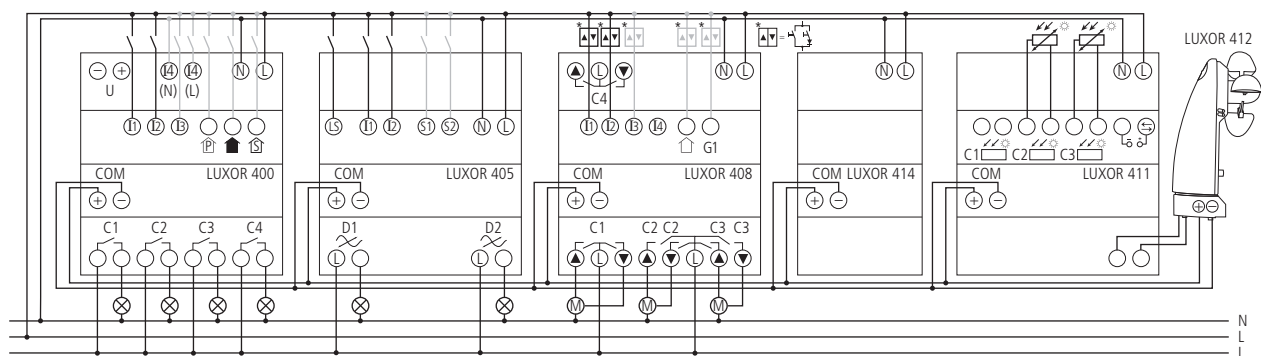 * * * * * * =
LUXOR 412
− + I4 I4 N L
U (N) (L)
I1 I2 I3
P S
COM LUXOR 400
+ −
C1 C2 C3 C4
LS I1 I2 S1 S2 N L
COM LUXOR 405
+ −
D1 D2
L L
▲ L ▼ N L
C4
I1 I2 I3 I4
G1
COM LUXOR 408
+ −
C1 C2 C2 C3 C3
▲ L ▼ ▲ ▼ L ▲ ▼
M M M
N L
COM LUXOR 414
+ −
N L
C1 C2 C3
COM LUXOR 411
+ −
+ −
N
L
L